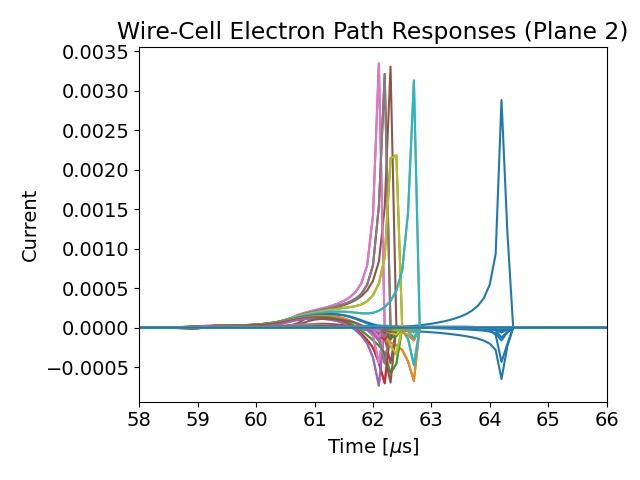 Wire-Cell Electron Path Responses (Plane 2)
0.0035
0.0030
0.0025
0.0020
0.0015
0.0010
0.0005
0.0000
−0.0005
Current
58 59 60 61 62 63 64 65 66
Time [μs]